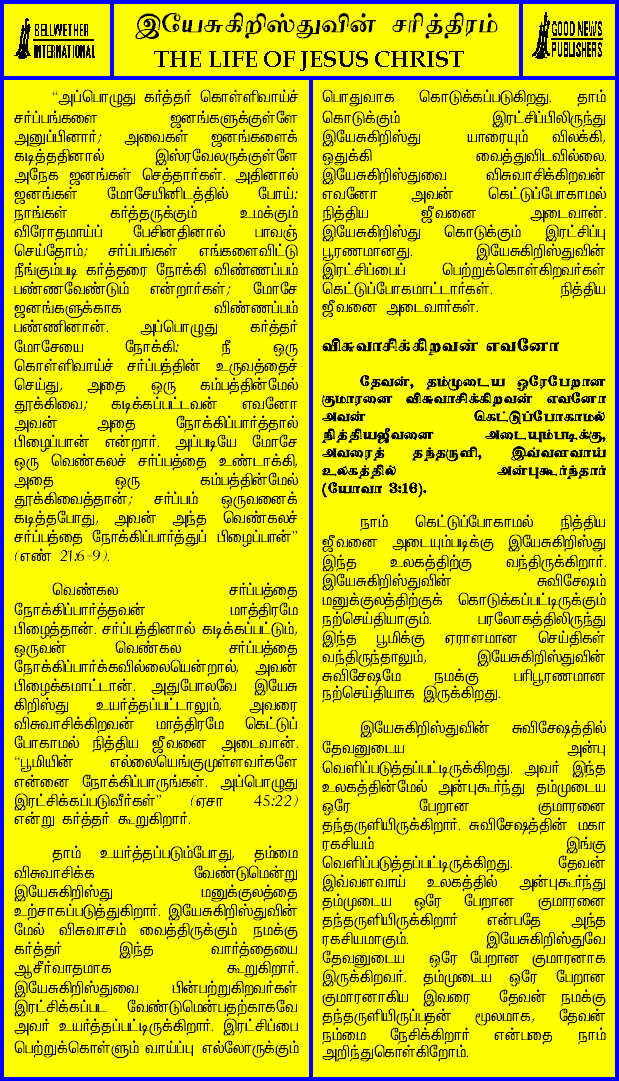 BELLWETHER
INTERNATIONAL
இயேசுகிறிஸ்துவின் சரித்திரம்
THE LIFE OF JESUS CHRIST
GOOD NEWS
PUBLISHERS
“அப்பொழுது கர்த்தர் கொள்ளிவாய்ச்
சர்ப்பங்களை ஜனங்களுக்குள்ளே
அனுப்பினார்; அவைகள் ஜனங்களைக்
கடித்ததினால் இஸ்ரவேலருக்குள்ளே
அநேக ஜனங்கள் செத்தார்கள். அதினால்
ஜனங்கள் மோசேயினிடத்தில் போய்:
நாங்கள் கர்த்தருக்கும் உமக்கும்
விரோதமாய்ப் பேசினதினால் பாவஞ்
செய்தோம்; சர்ப்பங்கள் எங்களைவிட்டு
நீங்கும்படி கர்த்தரை நோக்கி விண்ணப்பம்
பண்ணவேண்டும் என்றார்கள்; மோசே
ஜனங்களுக்காக விண்ணப்பம்
பண்ணினான். அப்பொழுது கர்த்தர்
மோசேயை நோக்கி: நீ ஒரு
கொள்ளிவாய்ச் சர்ப்பத்தின் உருவத்தைச்
செய்து, அதை ஒரு கம்பத்தின்மேல்
தூக்கிவை; கடிக்கப்பட்டவன் எவனோ
அவன் அதை நோக்கிப்பார்த்தால்
பிழைப்பான் என்றார். அப்படியே மோசே
ஒரு வெண்கலச் சர்ப்பத்தை உண்டாக்கி,
அதை ஒரு கம்பத்தின்மேல்
தூக்கிவைத்தான்; சர்ப்பம் ஒருவனைக்
கடித்தபோது, அவன் அந்த வெண்கலச்
சர்ப்பத்தை நோக்கிப்பார்த்துப் பிழைப்பான்”
(எண் 21:6-9).
வெண்கல சர்ப்பத்தை
நோக்கிப்பார்த்தவன் மாத்திரமே
பிழைத்தான். சர்ப்பத்தினால் கடிக்கப்பட்டும்,
ஒருவன் வெண்கல சர்ப்பத்தை
நோக்கிப்பார்க்கவில்லையென்றால், அவன்
பிழைக்கமாட்டான். அதுபோலவே இயேசு
கிறிஸ்து உயர்த்தப்பட்டாலும், அவரை
விசுவாசிக்கிறவன் மாத்திரமே கெட்டுப்
போகாமல் நித்திய ஜீவனை அடைவான்.
“பூமியின் எல்லையெங்குமுள்ளவர்களே
என்னை நோக்கிப்பாருங்கள். அப்பொழுது
இரட்சிக்கப்படுவீர்கள்” (ஏசா 45:22)
என்று கர்த்தர் கூறுகிறார்.
தாம் உயர்த்தப்படும்போது, தம்மை
விசுவாசிக்க வேண்டுமென்று
இயேசுகிறிஸ்து மனுக்குலத்தை
உற்சாகப்படுத்துகிறார். இயேசுகிறிஸ்துவின்
மேல் விசுவாசம் வைத்திருக்கும் நமக்கு
கர்த்தர் இந்த வார்த்தையை
ஆசீர்வாதமாக கூறுகிறார்.
இயேசுகிறிஸ்துவை பின்பற்றுகிறவர்கள்
இரட்சிக்கப்பட வேண்டுமென்பதற்காகவே
அவர் உயர்த்தப்பட்டிருக்கிறார். இரட்சிப்பை
பெற்றுக்கொள்ளும் வாய்ப்பு எல்லோருக்கும்
பொதுவாக கொடுக்கப்படுகிறது. தாம்
கொடுக்கும் இரட்சிப்பிலிருந்து
இயேசுகிறிஸ்து யாரையும் விலக்கி,
ஒதுக்கி வைத்துவிடவில்லை.
இயேசுகிறிஸ்துவை விசுவாசிக்கிறவன்
எவனோ அவன் கெட்டுப்போகாமல்
நித்திய ஜீவனை அடைவான்.
இயேசுகிறிஸ்து கொடுக்கும் இரட்சிப்பு
பூரணமானது. இயேசுகிறிஸ்துவின்
இரட்சிப்பைப் பெற்றுக்கொள்கிறவர்கள்
கெட்டுப்போகமாட்டார்கள். நித்திய
ஜீவனை அடைவார்கள்.
விசுவாசிக்கிறவன் எவனோ
தேவன், தம்முடைய ஒரேபேறான
குமாரனை விசுவாசிக்கிறவன் எவனோ
அவன் கெட்டுப்போகாமல்
நித்தியஜீவனை அடையும்படிக்கு,
அவரைத் தந்தருளி, இவ்வளவாய்
உலகத்தில் அன்புகூர்ந்தார்
(யோவா 3:16).
நாம் கெட்டுப்போகாமல் நித்திய
ஜீவனை அடையும்படிக்கு இயேசுகிறிஸ்து
இந்த உலகத்திற்கு வந்திருக்கிறார்.
இயேசுகிறிஸ்துவின் சுவிசேஷம்
மனுக்குலத்திற்குக் கொடுக்கப்பட்டிருக்கும்
நற்செய்தியாகும். பரலோகத்திலிருந்து
இந்த பூமிக்கு ஏராளமான செய்திகள்
வந்திருந்தாலும், இயேசுகிறிஸ்துவின்
சுவிசேஷமே நமக்கு பரிபூரணமான
நற்செய்தியாக இருக்கிறது.
இயேசுகிறிஸ்துவின் சுவிசேஷத்தில்
தேவனுடைய அன்பு
வெளிப்படுத்தப்பட்டிருக்கிறது. அவர் இந்த
உலகத்தின்மேல் அன்புகூர்ந்து தம்முடைய
ஒரே பேறான குமாரனை
தந்தருளியிருக்கிறார். சுவிசேஷத்தின் மகா
ரகசியம் இங்கு
வெளிப்படுத்தப்பட்டிருக்கிறது. தேவன்
இவ்வளவாய் உலகத்தில் அன்புகூர்ந்து
தம்முடைய ஒரே பேறான குமாரனை
தந்தருளியிருக்கிறார் என்பதே அந்த
ரகசியமாகும். இயேசுகிறிஸ்துவே
தேவனுடைய ஒரே பேறான குமாரனாக
இருக்கிறவர். தம்முடைய ஒரே பேறான
குமாரனாகிய இவரை தேவன் நமக்கு
தந்தருளியிருப்பதன் மூலமாக, தேவன்
நம்மை நேசிக்கிறார் என்பதை நாம்
அறிந்துகொள்கிறோம்.